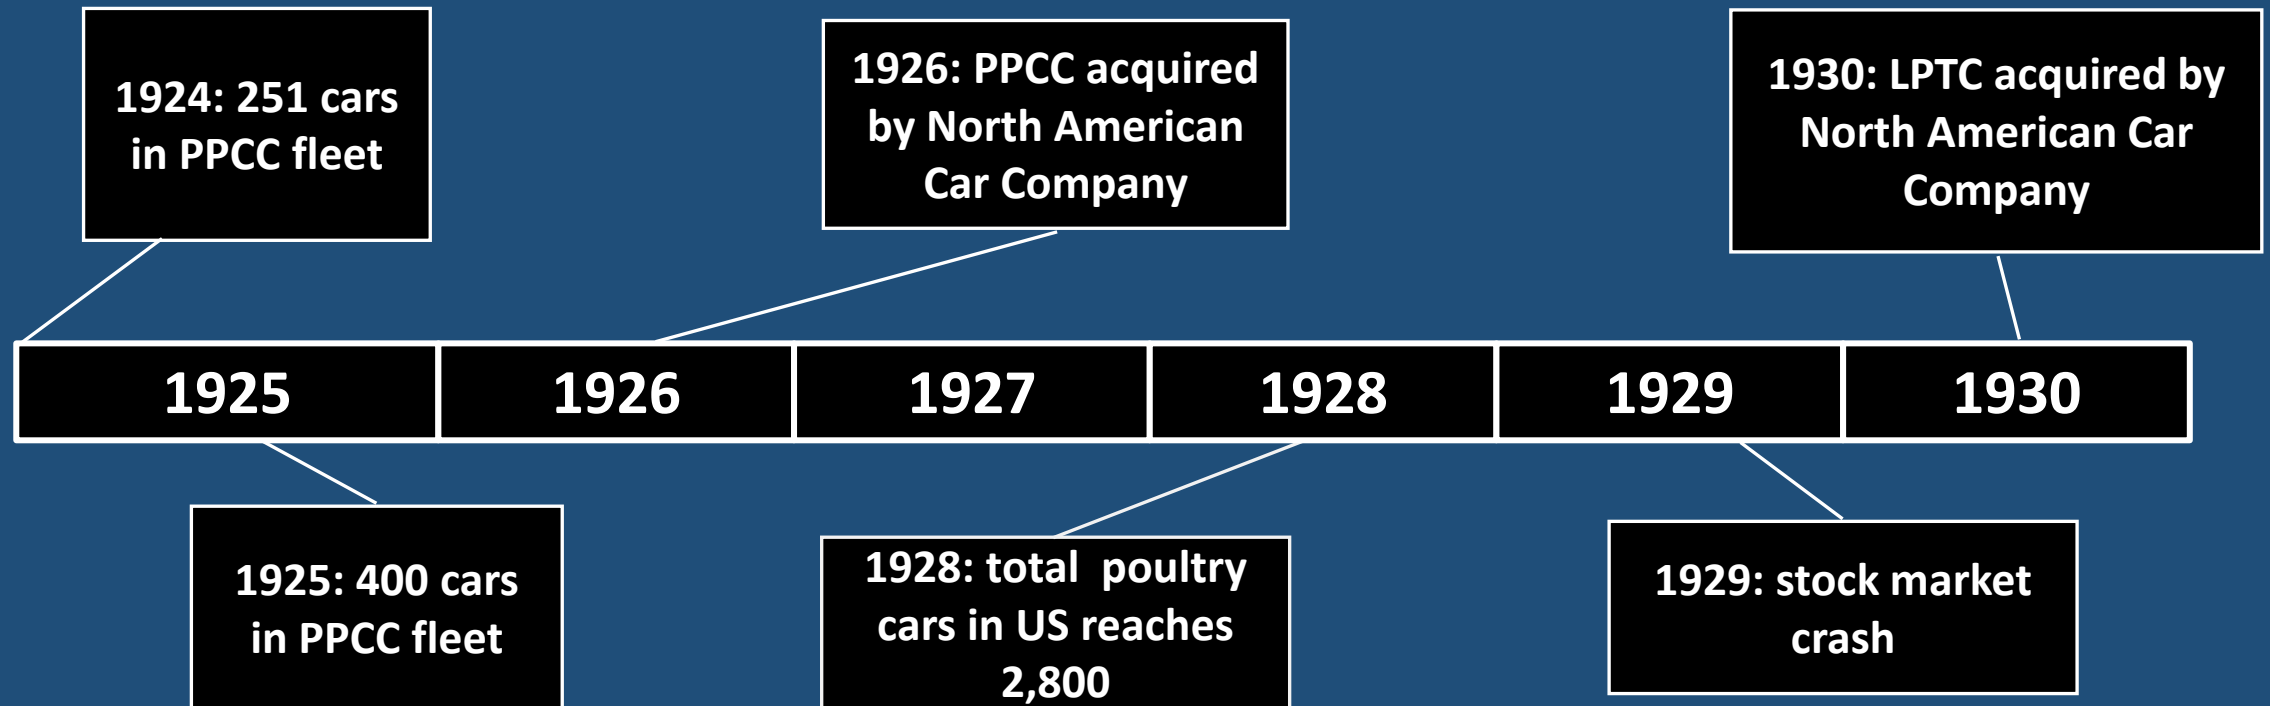 1924: 251 cars
in PPCC fleet
1926: PPCC acquired
by North American
Car Company
1930: LPTC acquired by
North American Car
Company
1925
1926
1927
1928
1929
1930
1925: 400 cars
in PPCC fleet
1928: total  poultry
cars in US reaches
2,800
1929: stock market
crash